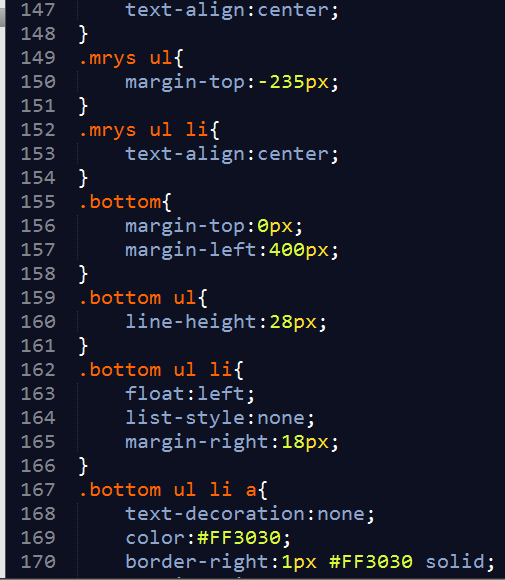 147 text-align:center;
148 }
149 .mrys ul{
150 margin-top:-235px;
151 }
152 .mrys ul li{
153 text-align:center;
154 }
155 .bottom{
156 margin-top:0px;
157 margin-left:400px;
158 }
159 .bottom ul{
160 line-height:28px;
161 }
162 .bottom ul li{
163 float:left;
164 list-style:none;
165 margin-right:18px;
166 }
167 .bottom ul li a{
168 text-decoration:none;
169 color:#FF3030;
170 border-right:1px #FF3030 solid;